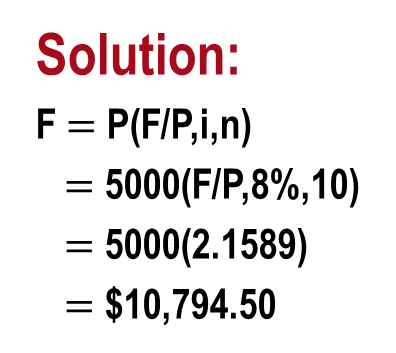 Solution:
F = P(F/P,i,n)
= 5000(F/P,8%,10)
= 5000(2.1589)
= $10,794.50